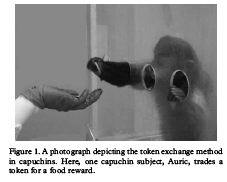 Figure 1. A photograph depicting the token exchange method
in capuchins. Here, one capuchin subject, Auric, trades a
token for a food reward.